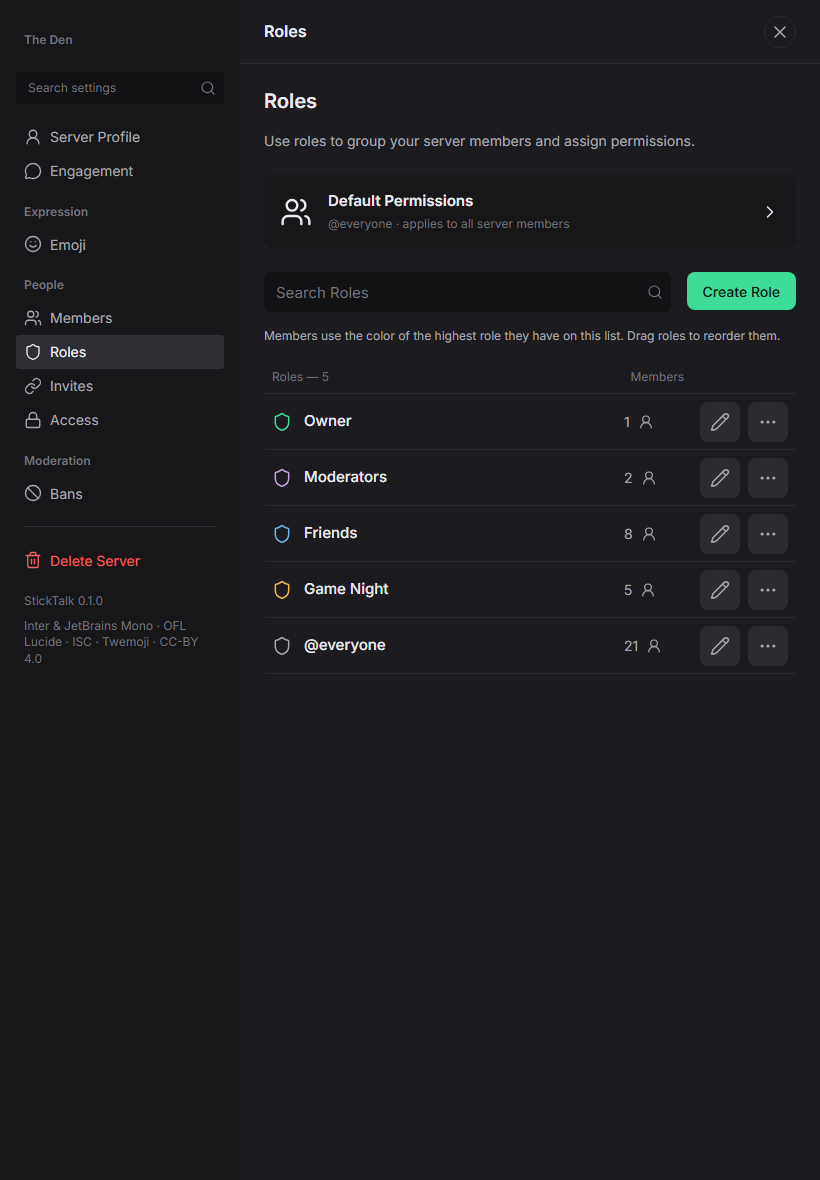 The Den
Search settings
Server Profile
Engagement
Expression
Emoji
People
Members
Roles
Invites
Access
Moderation
Bans
Delete Server
StickTalk 0.1.0
Inter & JetBrains Mono · OFL
Lucide · ISC · Twemoji · CC-BY
4.0
Roles
Roles
Use roles to group your server members and assign permissions.
Default Permissions
@everyone · applies to all server members
Search Roles
Create Role
Members use the color of the highest role they have on this list. Drag roles to reorder them.
Roles — 5 Members
Owner 1
Moderators 2
Friends 8
Game Night 5
@everyone 21